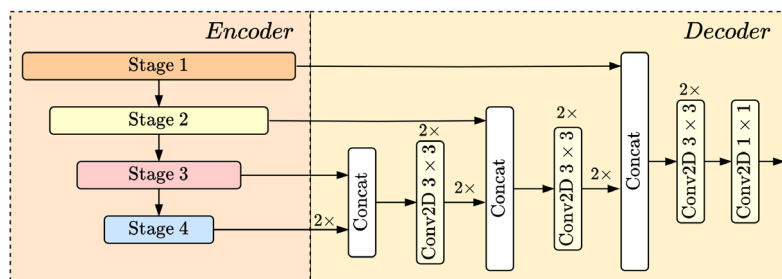 Encoder
Decoder
Stage 1
Stage 2
Stage 3
Stage 4
2×
Concat
2×
Conv2D 3 × 3
2×
Concat
2×
Conv2D 3 × 3
2×
Concat
2×
Conv2D 3 × 3
Conv2D 1 × 1